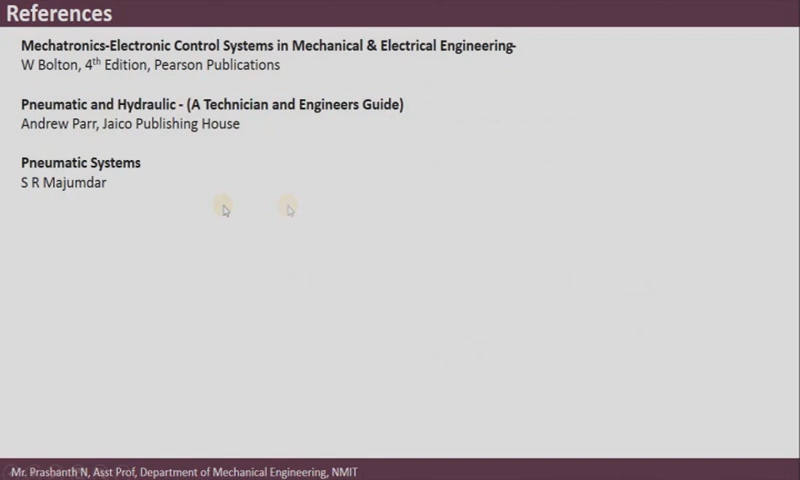 References
Mechatronics-Electronic Control Systems in Mechanical & Electrical Engineering-
W Bolton, 4th Edition, Pearson Publications
Pneumatic and Hydraulic - (A Technician and Engineers Guide)
Andrew Parr, Jaico Publishing House
Pneumatic Systems
S R Majumdar
Mr. Prashanth N, Asst Prof, Department of Mechanical Engineering, NMIT